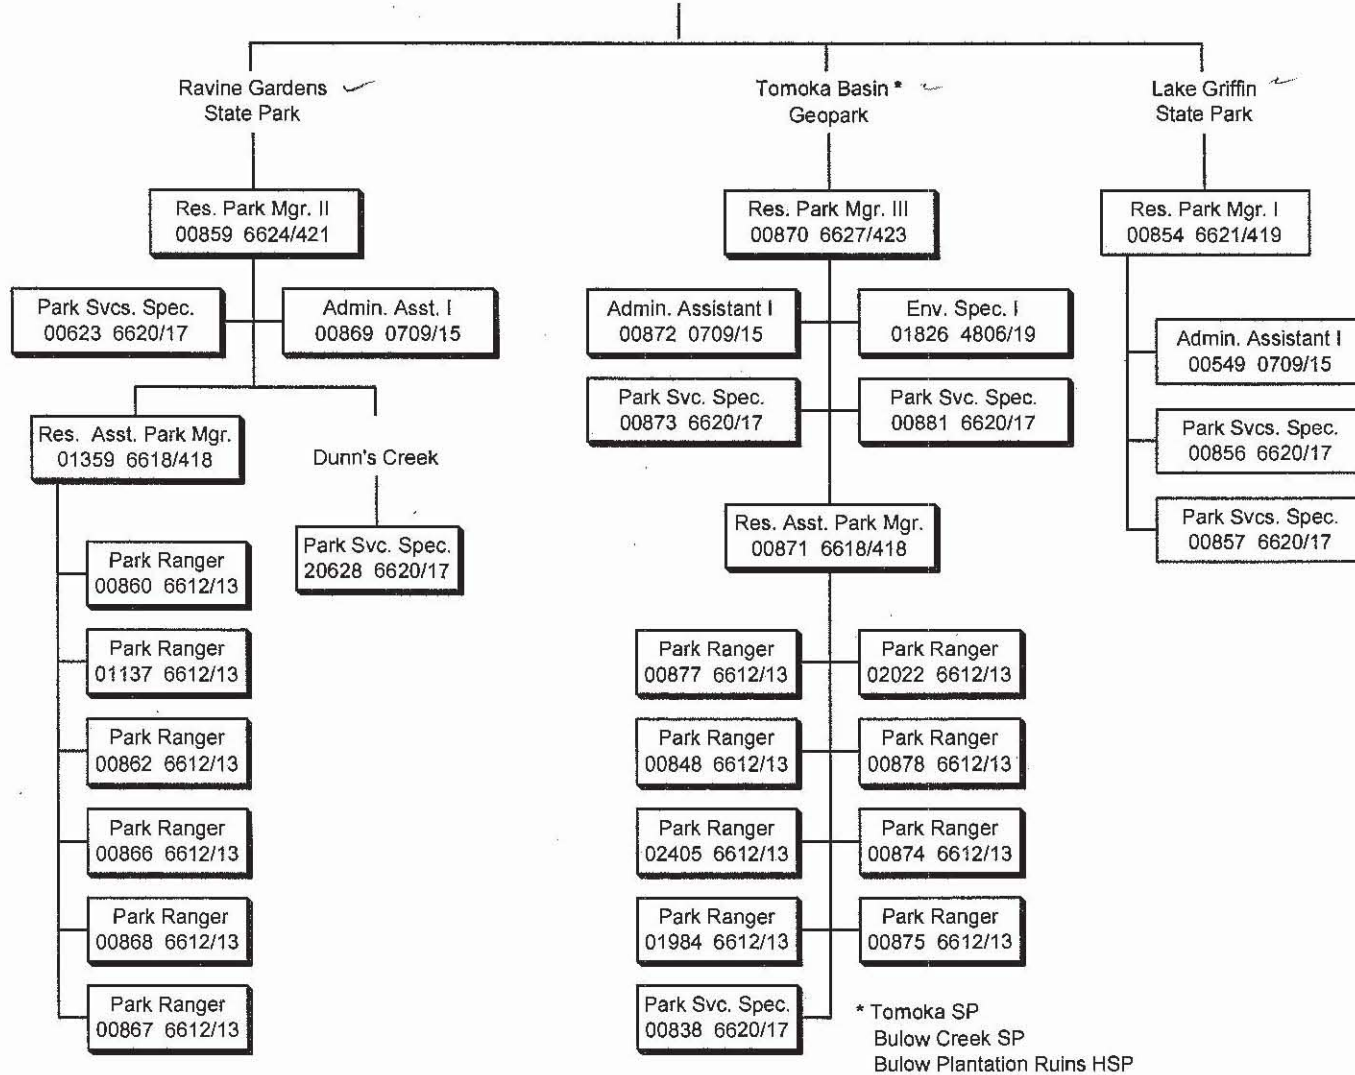 Ravine Gardens
State Park
Res. Park Mgr. II
00859 6624/421
Park Svcs. Spec.
00623 6620/17
Admin. Asst. I
00869 0709/15
Res. Asst. Park Mgr.
01359 6618/418
Park Ranger
00860 6612/13
Park Ranger
01137 6612/13
Park Ranger
00862 6612/13
Park Ranger
00866 6612/13
Park Ranger
00868 6612/13
Park Ranger
00867 6612/13
Dunn's Creek
Park Svc. Spec.
20628 6620/17
Tomoka Basin *
Geopark
Res. Park Mgr. III
00870 6627/423
Admin. Assistant I
00872 0709/15
Env. Spec. I
01826 4806/19
Park Svc. Spec.
00873 6620/17
Park Svc. Spec.
00881 6620/17
Res. Asst. Park Mgr.
00871 6618/418
Park Ranger
00877 6612/13
Park Ranger
02022 6612/13
Park Ranger
00848 6612/13
Park Ranger
00878 6612/13
Park Ranger
02405 6612/13
Park Ranger
00874 6612/13
Park Ranger
01984 6612/13
Park Ranger
00875 6612/13
Park Svc. Spec.
00838 6620/17
* Tomoka SP
Bulow Creek SP
Bulow Plantation Ruins HSP
Lake Griffin
State Park
Res. Park Mgr. I
00854 6621/419
Admin. Assistant I
00549 0709/15
Park Svcs. Spec.
00856 6620/17
Park Svcs. Spec.
00857 6620/17